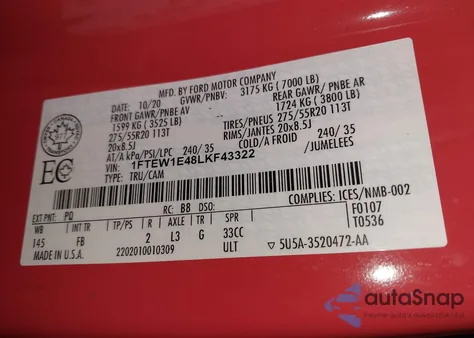 MFD. BY FORD MOTOR COMPANY
DATE: 10/20 GVWR/PNBV: 3175 KG ( 7000 LB)
FRONT GAWR/ PNBE AV REAR GAWR/ PNBE AR
1599 KG ( 3525 LB) 1724 KG ( 3800 LB)
275/55R20 113T TIRES/PNEUS 275/55R20 113T
20x8.5J RIMS/JANTES 20x8.5J
AT/A kPa/PSI/LPC 240/ 35 COLD/A FROID 240/ 35
VIN: 1FTEW1E48LKF43322 /JUMELEES
TYPE: TRU/CAM
COMPLIES: ICES/NMB-002
EXT PNT: PQ RC: B8 DSO: F0107
WB INT TR TP/PS R AXLE TR SPR T0536
145 FB 2 L3 G 33CC
MADE IN U.S.A. 2202010010309 ULT ▽ 5U5A-3520472-AA
EC
autoSnap